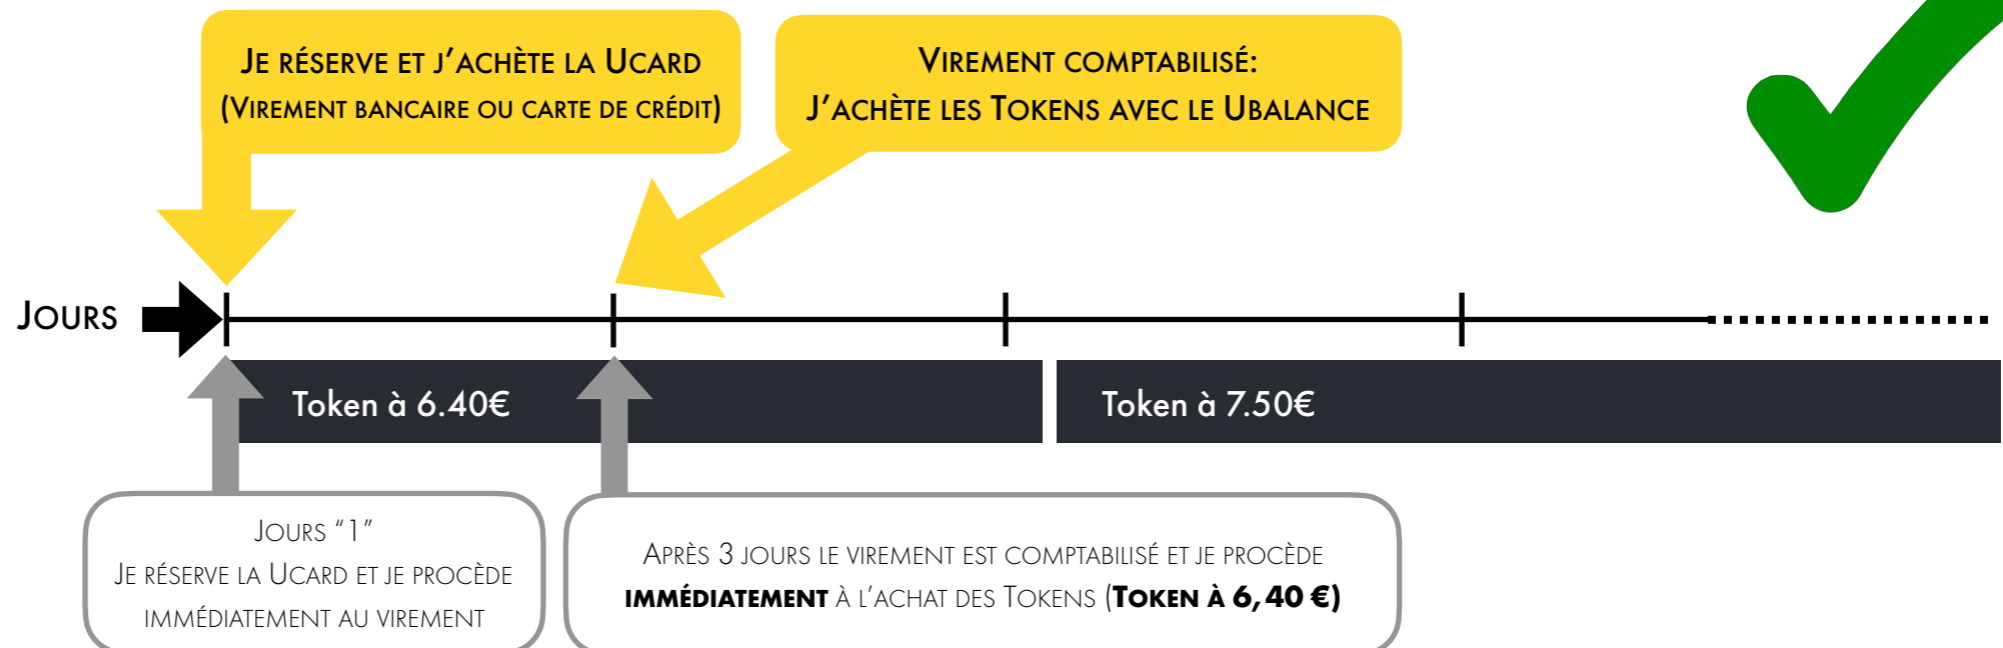 Je réserve et j'achète la Ucard
(Virement bancaire ou carte de crédit)
Virement comptabilisé:
J'achète les Tokens avec le Ubalance
Jours
Token à 6.40€
Token à 7.50€
Jours "1"
Je réserve la Ucard et je procède
immédiatement au virement
Après 3 jours le virement est comptabilisé et je procède
immédiatement à l'achat des Tokens (Token à 6,40 €)